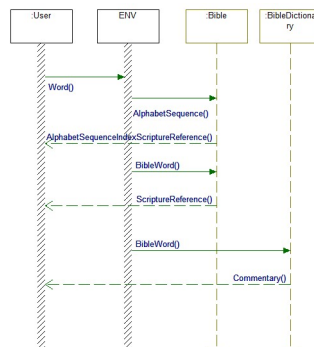 :User
ENV
:Bible
:BibleDictiona
ry
Word()
AlphabetSequence()
AlphabetSequenceIndexScriptureReference()
BibleWord()
ScriptureReference()
BibleWord()
Commentary()